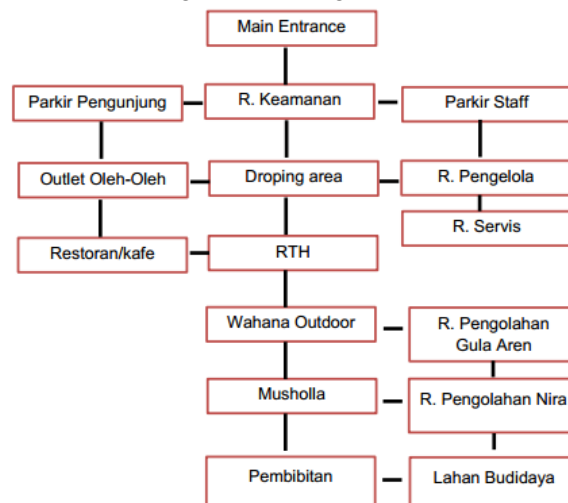 Main Entrance
Parkir Pengunjung
R. Keamanan
Parkir Staff
Outlet Oleh-Oleh
Droping area
R. Pengelola
R. Servis
Restoran/kafe
RTH
Wahana Outdoor
R. Pengolahan
Gula Aren
Musholla
R. Pengolahan Nira
Pembibitan
Lahan Budidaya